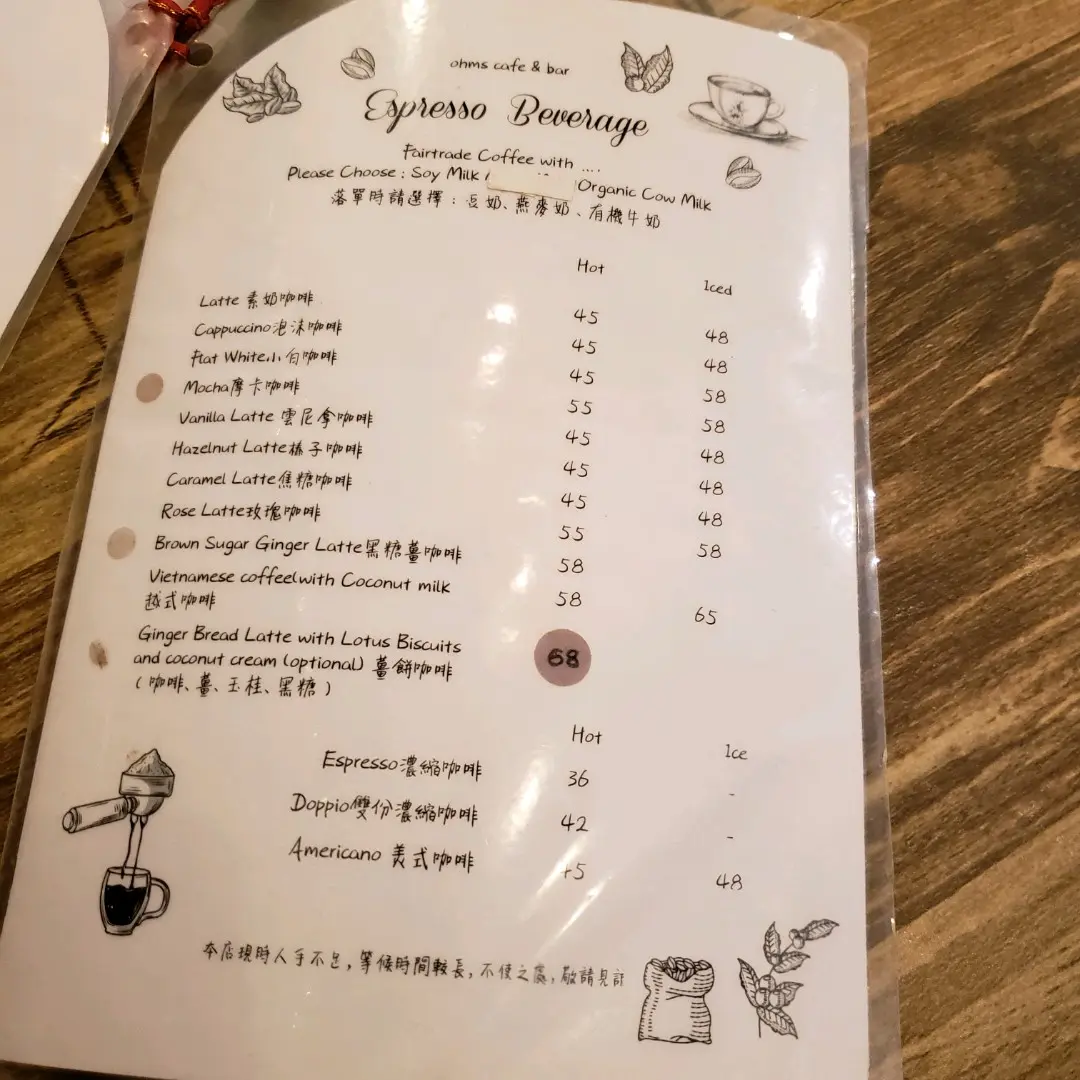 ohms cafe & bar
Espresso Beverage
Fairtrade Coffee with ....
Please Choose : Soy Milk / Organic Cow Milk
落單時請選擇：豆奶、燕麥奶、有機牛奶
Hot Iced
Latte 素奶咖啡 45 48
Cappuccino泡沫咖啡 45 48
Flat White小白咖啡 45 58
Mocha摩卡咖啡 55 58
Vanilla Latte 雲尼拿咖啡 45 48
Hazelnut Latte榛子咖啡 45 48
Caramel Latte焦糖咖啡 45 48
Rose Latte玫瑰咖啡 55 58
Brown Sugar Ginger Latte黑糖薑咖啡 58
Vietnamese coffee(with Coconut milk 58 65
越式咖啡
Ginger Bread Latte with Lotus Biscuits 68
and coconut cream (optional) 薑餅咖啡
(咖啡、薑、玉桂、黑糖)
Hot Ice
Espresso濃縮咖啡 36 -
Doppio雙份濃縮咖啡 42 -
Americano 美式咖啡 48
本店現時人手不足，等候時間較長，不便之處，敬請見